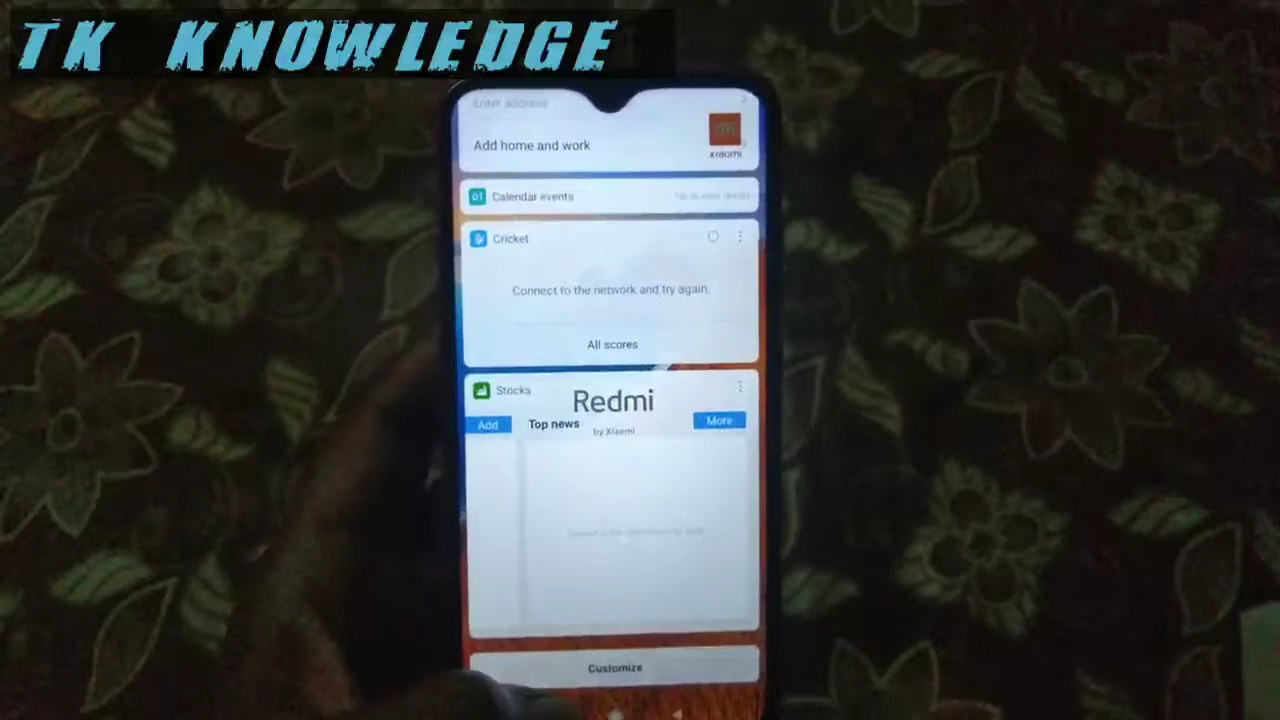 TK KNOWLEDGE
Enter address
Add home and work
xiaomi
01 Calendar events
Cricket
Connect to the network and try again.
All scores
Stocks
Redmi
by Xiaomi
Add
Top news
More
Customize